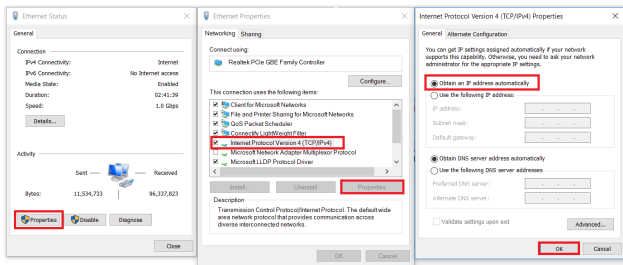 Ethernet Status
General
Connection
IPv4 Connectivity: Internet
IPv6 Connectivity: No Internet access
Media State: Enabled
Duration: 02:41:39
Speed: 1.0 Gbps
Details...
Activity
Sent — Received
Bytes: 11,534,733 96,337,823
Properties Disable Diagnose
Close
Ethernet Properties
Networking Sharing
Connect using:
Realtek PCIe GBE Family Controller
Configure...
This connection uses the following items:
Client for Microsoft Networks
File and Printer Sharing for Microsoft Networks
QoS Packet Scheduler
Connectify LightWeight Filter
Internet Protocol Version 4 (TCP/IPv4)
Microsoft Network Adapter Multiplexor Protocol
Microsoft LLDP Protocol Driver
Install... Uninstall Properties
Description
Transmission Control Protocol/Internet Protocol. The default wide
area network protocol that provides communication across
diverse interconnected networks.
OK Cancel
Internet Protocol Version 4 (TCP/IPv4) Properties
General Alternate Configuration
You can get IP settings assigned automatically if your network
supports this capability. Otherwise, you need to ask your network
administrator for the appropriate IP settings.
Obtain an IP address automatically
Use the following IP address:
IP address:
Subnet mask:
Default gateway:
Obtain DNS server address automatically
Use the following DNS server addresses
Preferred DNS server:
Alternate DNS server:
Validate settings upon exit
Advanced...
OK Cancel